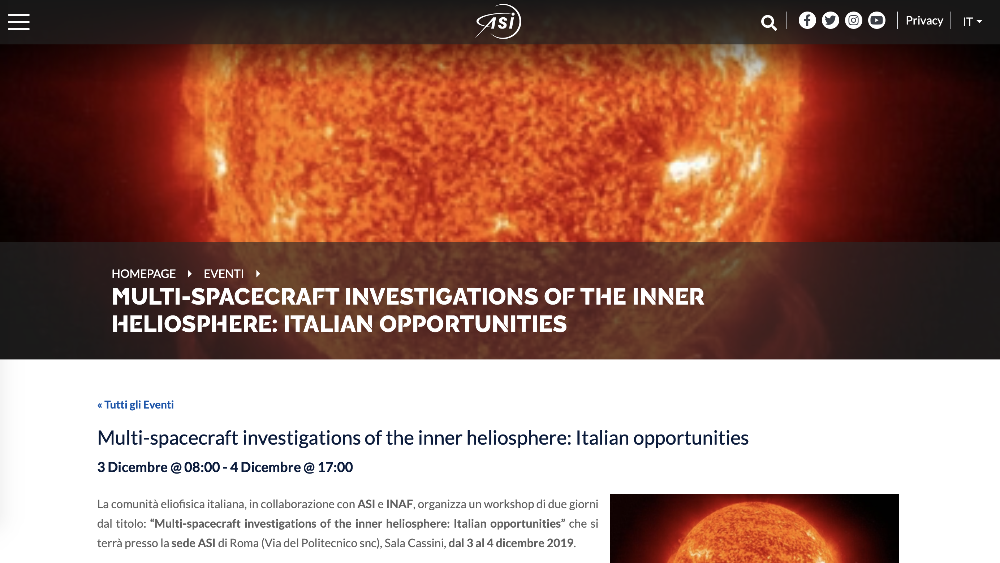 ASI
Privacy
IT
HOMEPAGE EVENTI
MULTI-SPACECRAFT INVESTIGATIONS OF THE INNER
HELIOSPHERE: ITALIAN OPPORTUNITIES
« Tutti gli Eventi
Multi-spacecraft investigations of the inner heliosphere: Italian opportunities
3 Dicembre @ 08:00 - 4 Dicembre @ 17:00
La comunità eliofisica italiana, in collaborazione con ASI e INAF, organizza un workshop di due giorni
dal titolo: “Multi-spacecraft investigations of the inner heliosphere: Italian opportunities” che si
terrà presso la sede ASI di Roma (Via del Politecnico snc), Sala Cassini, dal 3 al 4 dicembre 2019.